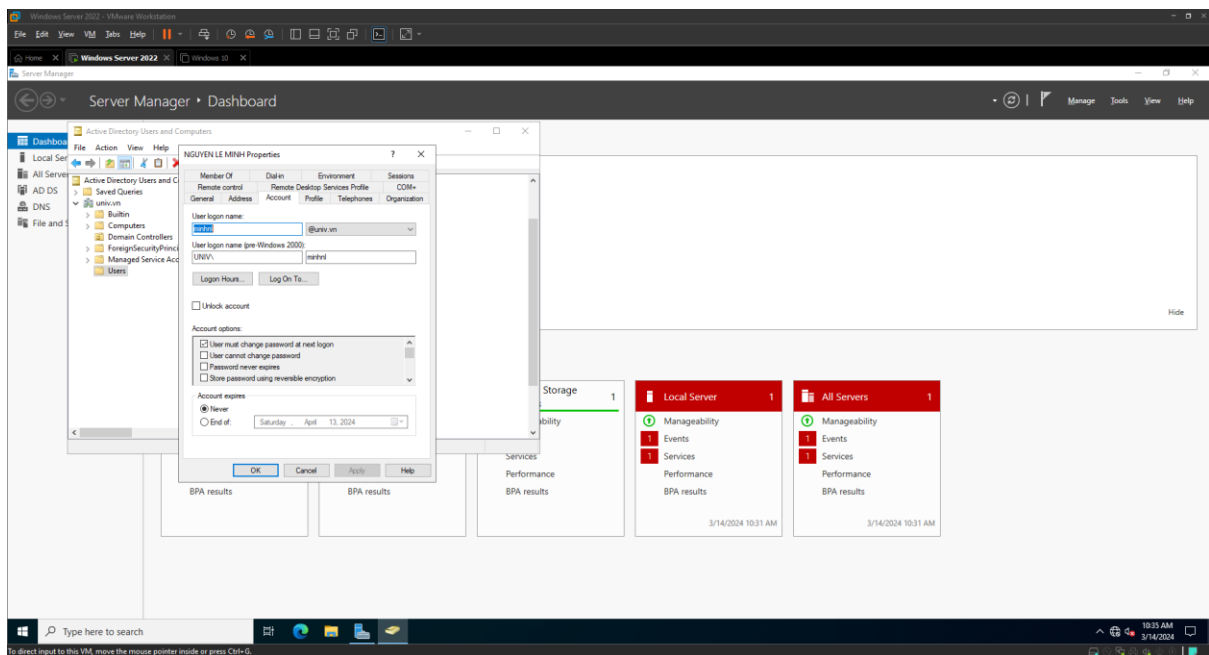 Windows Server 2022 - VMware Workstation
File Edit View VM Tabs Help
Home Windows Server 2022 Windows 10
Server Manager
Server Manager • Dashboard
Manage Tools View Help
Dashboa
Local Ser
All Server
AD DS
DNS
File and S
Active Directory Users and Computers
File Action View Help
Active Directory Users and C
Saved Queries
univ.vn
Builtin
Computers
Domain Controllers
ForeignSecurityPrinci
Managed Service Acc
Users
NGUYEN LE MINH Properties
Member Of Dial-in Environment Sessions
Remote control Remote Desktop Services Profile COM+
General Address Account Profile Telephones Organization
User logon name:
minhnl @univ.vn
User logon name (pre-Windows 2000):
UNIV\ minhnl
Logon Hours... Log On To...
Unlock account
Account options:
User must change password at next logon
User cannot change password
Password never expires
Store password using reversible encryption
Account expires
Never
End of: Saturday , April 13, 2024
OK Cancel Apply Help
Hide
Storage 1
ability
Services
Performance
BPA results
BPA results
BPA results
Local Server 1
Manageability
1 Events
1 Services
Performance
BPA results
3/14/2024 10:31 AM
All Servers 1
Manageability
1 Events
1 Services
Performance
BPA results
3/14/2024 10:31 AM
Type here to search
10:35 AM
3/14/2024
To direct input to this VM, move the mouse pointer inside or press Ctrl+G.